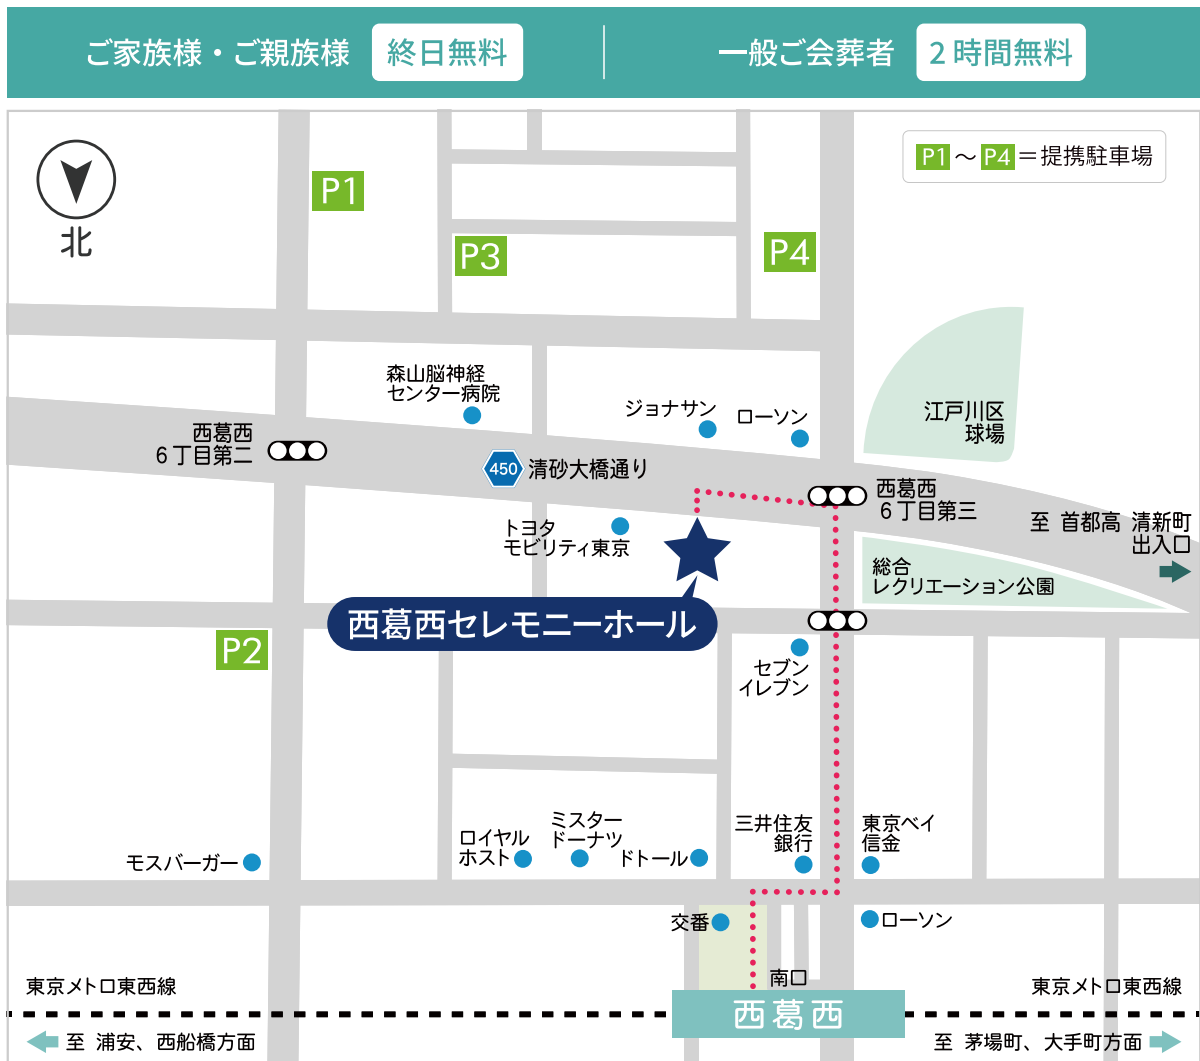 ご家族様・ご親族様 終日無料
一般ご会葬者 2時間無料
P1～P4＝提携駐車場
北
P1
P3
P4
森山脳神経
センター病院
ジョナサン
ローソン
江戸川区
球場
西葛西
6丁目第二
450
清砂大橋通り
西葛西
6丁目第三
至 首都高 清新町
出入口
トヨタ
モビリティ東京
総合
レクリエーション公園
西葛西セレモニーホール
P2
セブン
イレブン
モスバーガー
ロイヤル
ホスト
ミスター
ドーナツ
ドトール
三井住友
銀行
東京ベイ
信金
交番
ローソン
南口
東京メトロ東西線
西葛西
東京メトロ東西線
至 浦安、西船橋方面
至 茅場町、大手町方面